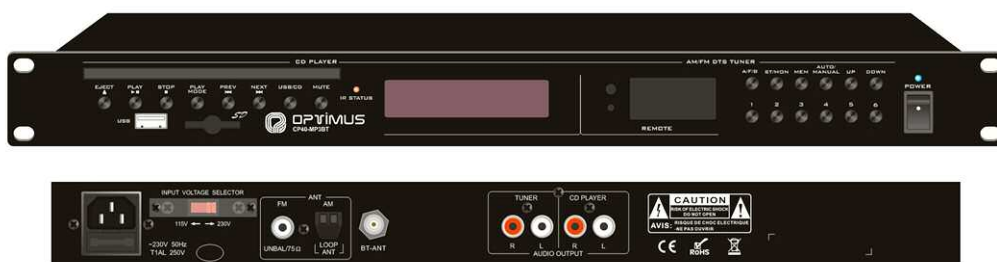 CD PLAYER
AM/FM DTS TUNER
EJECT PLAY STOP PLAY MODE PREV NEXT USB/CD MUTE
IR STATUS
A/F/B ST/MON MEM AUTO/MANUAL UP DOWN
POWER
USB
SD
OPTIMUS
CP40-MP3BT
1 2 3 4 5 6
REMOTE
INPUT VOLTAGE SELECTOR
115V 230V
~230V 50Hz
T1AL 250V
ANT
FM AM
UNBAL/75Ω
LOOP
ANT
BT-ANT
TUNER CD PLAYER
R L R L
AUDIO OUTPUT
CAUTION
RISK OF ELECTRIC SHOCK
DO NOT OPEN
AVIS: RISQUE DE CHOC ELECTRIQUE
-NE PAS OUVRIR
CE RoHS